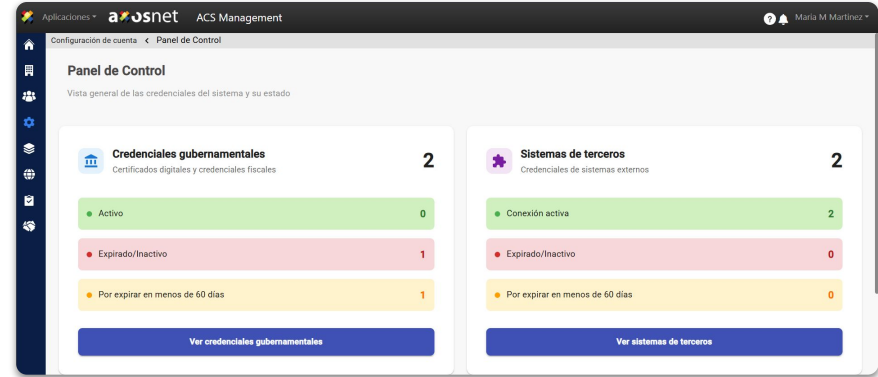 Aplicaciones
axosnet
ACS Management
Maria M Martínez
Configuración de cuenta
Panel de Control
Panel de Control
Vista general de las credenciales del sistema y su estado
Credenciales gubernamentales
Certificados digitales y credenciales fiscales
2
Activo
0
Expirado/Inactivo
1
Por expirar en menos de 60 días
1
Ver credenciales gubernamentales
Sistemas de terceros
Credenciales de sistemas externos
2
Conexión activa
2
Expirado/Inactivo
0
Por expirar en menos de 60 días
0
Ver sistemas de terceros